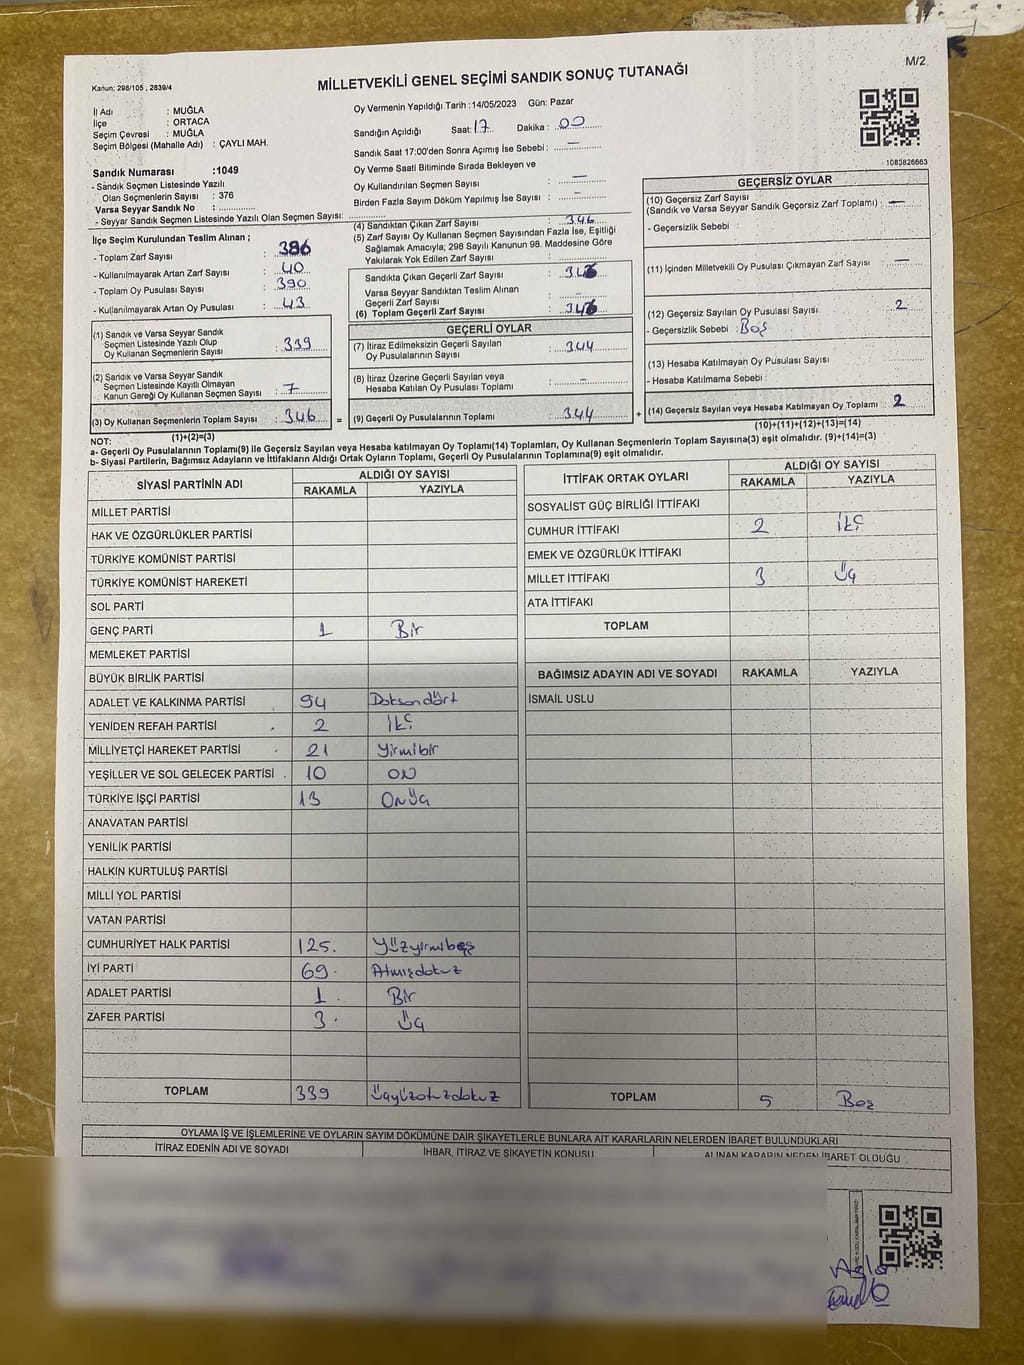 M/2
Kanun; 298/105 , 2839/4
MİLLETVEKİLİ GENEL SEÇİMİ SANDIK SONUÇ TUTANAĞI
İl Adı : MUĞLA
İlçe : ORTACA
Seçim Çevresi : MUĞLA
Seçim Bölgesi (Mahalle Adı) : ÇAYLI MAH.
Oy Vermenin Yapıldığı Tarih :14/05/2023 Gün: Pazar
Sandığın Açıldığı Saat: 17 Dakika : 00
Sandık Saat 17:00'den Sonra Açımış İse Sebebi : —
Oy Verme Saati Bitiminde Sırada Bekleyen ve
Oy Kullandırılan Seçmen Sayısı : —
Birden Fazla Sayım Döküm Yapılmış İse Sayısı : -
1083826663
Sandık Numarası :1049
- Sandık Seçmen Listesinde Yazılı
Olan Seçmenlerin Sayısı : 376
Varsa Seyyar Sandık No :
- Seyyar Sandık Seçmen Listesinde Yazılı Olan Seçmen Sayısı:
İlçe Seçim Kurulundan Teslim Alınan ;
- Toplam Zarf Sayısı : 386
- Kullanılmayarak Artan Zarf Sayısı : 40
- Toplam Oy Pusulası Sayısı : 390
- Kullanılmayarak Artan Oy Pusulası : 43
(1) Sandık ve Varsa Seyyar Sandık
Seçmen Listesinde Yazılı Olup
Oy Kullanan Seçmenlerin Sayısı : 339
(2) Sandık ve Varsa Seyyar Sandık
Seçmen Listesinde Kayıtlı Olmayan
Kanun Gereği Oy Kullanan Seçmen Sayısı : 7
(3) Oy Kullanan Seçmenlerin Toplam Sayısı : 346 =
(1)+(2)=(3)
(4) Sandıktan Çıkan Zarf Sayısı : 346
(5) Zarf Sayısı Oy Kullanan Seçmen Sayısından Fazla İse, Eşitliği
Sağlamak Amacıyla; 298 Sayılı Kanunun 98. Maddesine Göre
Yakılarak Yok Edilen Zarf Sayısı :
Sandıkta Çıkan Geçerli Zarf Sayısı : 346
Varsa Seyyar Sandıktan Teslim Alınan
Geçerli Zarf Sayısı : -
(6) Toplam Geçerli Zarf Sayısı : 346
GEÇERLİ OYLAR
(7) İtiraz Edilmeksizin Geçerli Sayılan
Oy Pusulalarının Sayısı : 344
(8) İtiraz Üzerine Geçerli Sayılan veya
Hesaba Katılan Oy Pusulası Toplamı : -
(9) Geçerli Oy Pusulalarının Toplamı : 344 +
GEÇERSİZ OYLAR
(10) Geçersiz Zarf Sayısı
(Sandık ve Varsa Seyyar Sandık Geçersiz Zarf Toplamı) : —
- Geçersizlik Sebebi :
(11) İçinden Milletvekili Oy Pusulası Çıkmayan Zarf Sayısı : —
(12) Geçersiz Sayılan Oy Pusulası Sayısı : 2
- Geçersizlik Sebebi : Boş
(13) Hesaba Katılmayan Oy Pusulası Sayısı :
- Hesaba Katılmama Sebebi :
(14) Geçersiz Sayılan veya Hesaba Katılmayan Oy Toplamı : 2
(10)+(11)+(12)+(13)=(14)
NOT:
a- Geçerli Oy Pusulalarının Toplamı(9) ile Geçersiz Sayılan veya Hesaba katılmayan Oy Toplamı(14) Toplamları, Oy Kullanan Seçmenlerin Toplam Sayısına(3) eşit olmalıdır. (9)+(14)=(3)
b- Siyasi Partilerin, Bağımsız Adayların ve İttifakların Aldığı Ortak Oyların Toplamı, Geçerli Oy Pusulalarının Toplamına(9) eşit olmalıdır.
SİYASİ PARTİNİN ADI ALDIĞI OY SAYISI
RAKAMLA YAZIYLA
MİLLET PARTİSİ
HAK VE ÖZGÜRLÜKLER PARTİSİ
TÜRKİYE KOMÜNİST PARTİSİ
TÜRKİYE KOMÜNİST HAREKETİ
SOL PARTİ
GENÇ PARTİ 1 Bir
MEMLEKET PARTİSİ
BÜYÜK BİRLİK PARTİSİ
ADALET VE KALKINMA PARTİSİ 94 Doksandört
YENİDEN REFAH PARTİSİ 2 İki
MİLLİYETÇİ HAREKET PARTİSİ 21 Yirmibir
YEŞİLLER VE SOL GELECEK PARTİSİ 10 ON
TÜRKİYE İŞÇİ PARTİSİ 13 Onüç
ANAVATAN PARTİSİ
YENİLİK PARTİSİ
HALKIN KURTULUŞ PARTİSİ
MİLLİ YOL PARTİSİ
VATAN PARTİSİ
CUMHURİYET HALK PARTİSİ 125. Yüzyirmibeş
İYİ PARTİ 69. Atmışdokuz
ADALET PARTİSİ 1. Bir
ZAFER PARTİSİ 3. Üç
TOPLAM 339 Üçyüzotuzdokuz
İTTİFAK ORTAK OYLARI ALDIĞI OY SAYISI
RAKAMLA YAZIYLA
SOSYALİST GÜÇ BİRLİĞİ İTTİFAKI
CUMHUR İTTİFAKI 2 İki
EMEK VE ÖZGÜRLÜK İTTİFAKI
MİLLET İTTİFAKI 3 Üç
ATA İTTİFAKI
TOPLAM
BAĞIMSIZ ADAYIN ADI VE SOYADI RAKAMLA YAZIYLA
İSMAİL USLU
TOPLAM 5 Beş
OYLAMA İŞ VE İŞLEMLERİNE VE OYLARIN SAYIM DÖKÜMÜNE DAİR ŞİKAYETLERLE BUNLARA AİT KARARLARIN NELERDEN İBARET BULUNDUKLARI
İTİRAZ EDENİN ADI VE SOYADI İHBAR, İTİRAZ VE ŞİKAYETİN KONUSU ALINAN KARARIN NEDEN İBARET OLDUĞU